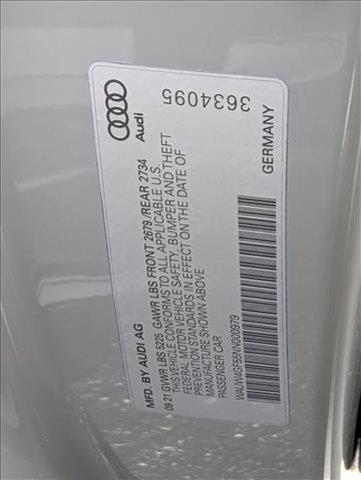 Audi
3634095
MFD. BY AUDI AG
GERMANY
09.21 GVWR LBS 5225 GAWR LBS FRONT 2679 /REAR 2734
THIS VEHICLE CONFORMS TO ALL APPLICABLE U.S.
FEDERAL MOTOR VEHICLE SAFETY, BUMPER AND THEFT
PREVENTION STANDARDS IN EFFECT ON THE DATE OF
MANUFACTURE SHOWN ABOVE
PASSENGER CAR